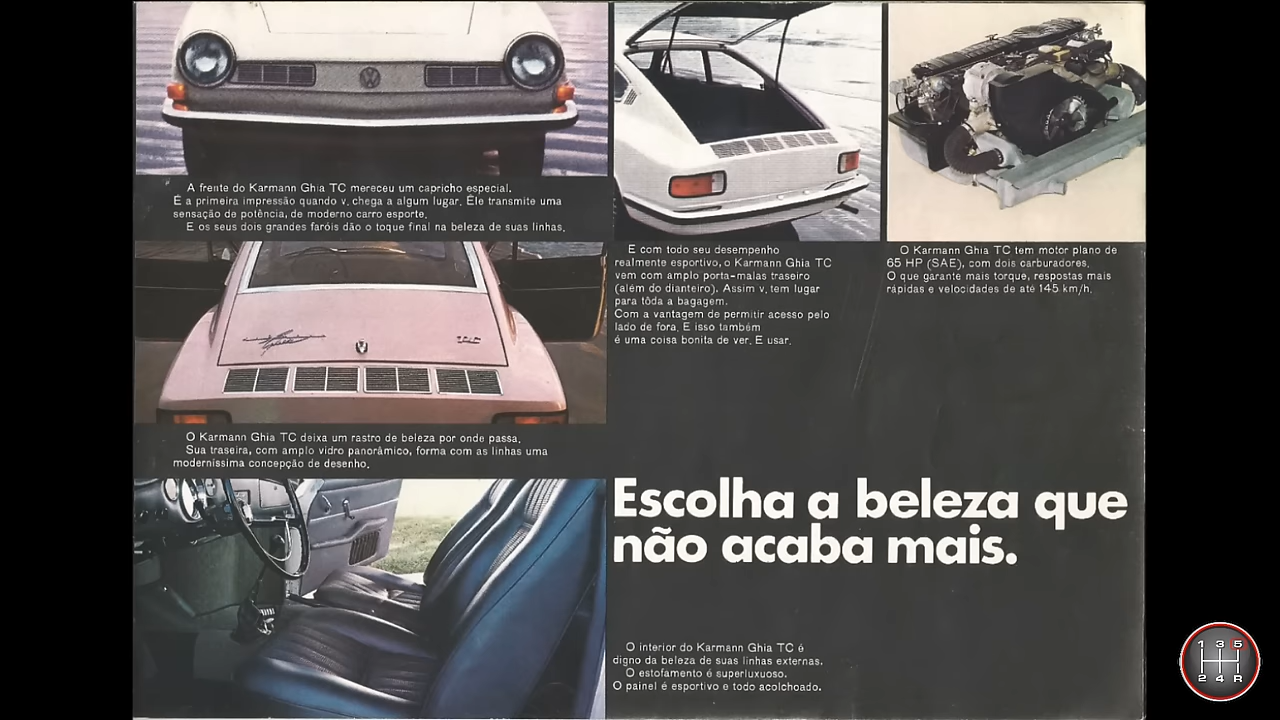 A frente do Karmann Ghia TC mereceu um capricho especial.
É a primeira impressão quando v. chega a algum lugar. Êle transmite uma
sensação de potência, de moderno carro esporte.
E os seus dois grandes faróis dão o toque final na beleza de suas linhas.
E com todo seu desempenho
realmente esportivo, o Karmann Ghia TC
vem com amplo porta-malas traseiro
(além do dianteiro). Assim v. tem lugar
para tôda a bagagem.
Com a vantagem de permitir acesso pelo
lado de fora. E isso também
é uma coisa bonita de ver. E usar.
O Karmann Ghia TC tem motor plano de
65 HP (SAE), com dois carburadores.
O que garante mais torque, respostas mais
rápidas e velocidades de até 145 km/h.
TC
O Karmann Ghia TC deixa um rastro de beleza por onde passa.
Sua traseira, com amplo vidro panorâmico, forma com as linhas uma
moderníssima concepção de desenho.
Escolha a beleza que
não acaba mais.
O interior do Karmann Ghia TC é
digno da beleza de suas linhas externas.
O estofamento é superluxuoso.
O painel é esportivo e todo acolchoado.
1 3 5
2 4 R